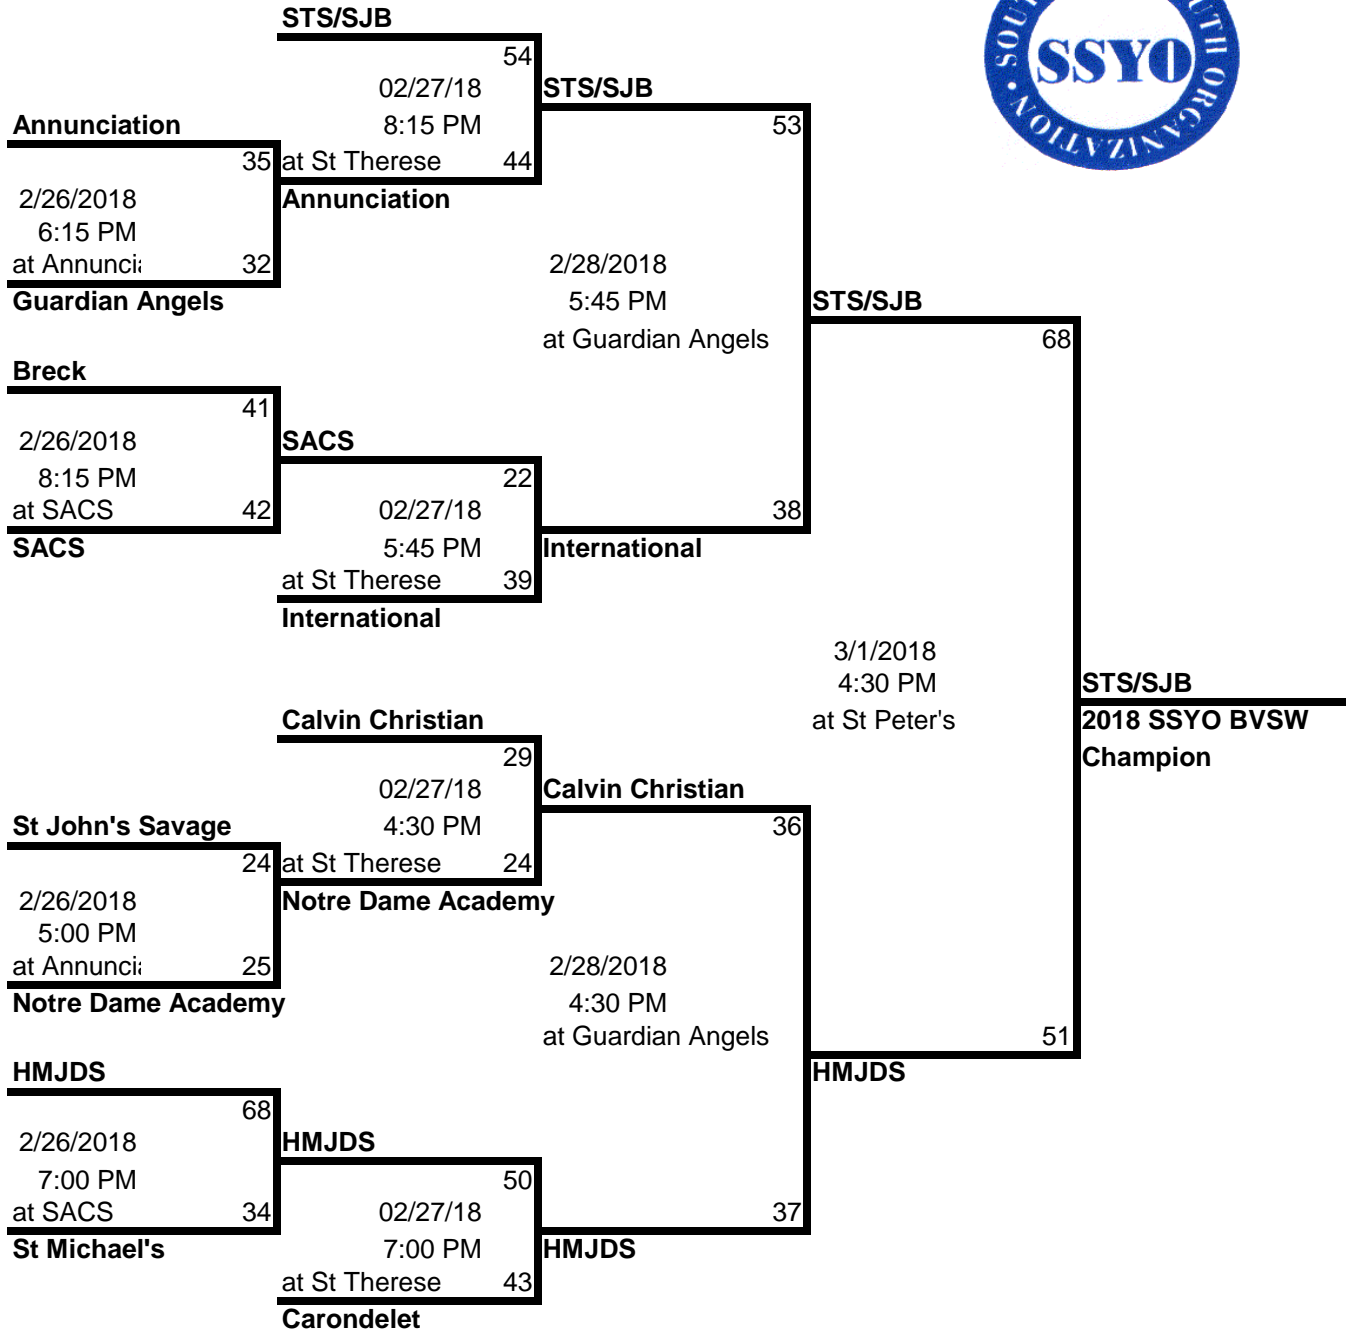 STS/SJB
54
02/27/18
8:15 PM
at St Therese 44
Annunciation
Annunciation
35
2/26/2018
6:15 PM
at Annuncia 32
Guardian Angels
STS/SJB
53
2/28/2018
5:45 PM
at Guardian Angels
38
International
Breck
41
2/26/2018
8:15 PM
at SACS 42
SACS
SACS
22
02/27/18
5:45 PM
at St Therese 39
International
STS/SJB
68
3/1/2018
4:30 PM
at St Peter's
51
HMJDS
STS/SJB
2018 SSYO BVSW
Champion
Calvin Christian
29
02/27/18
4:30 PM
at St Therese 24
Notre Dame Academy
St John's Savage
24
2/26/2018
5:00 PM
at Annuncia 25
Notre Dame Academy
Calvin Christian
36
2/28/2018
4:30 PM
at Guardian Angels
37
HMJDS
HMJDS
68
2/26/2018
7:00 PM
at SACS 34
St Michael's
HMJDS
50
02/27/18
7:00 PM
at St Therese 43
Carondelet
SSYO
ORGANIZATION